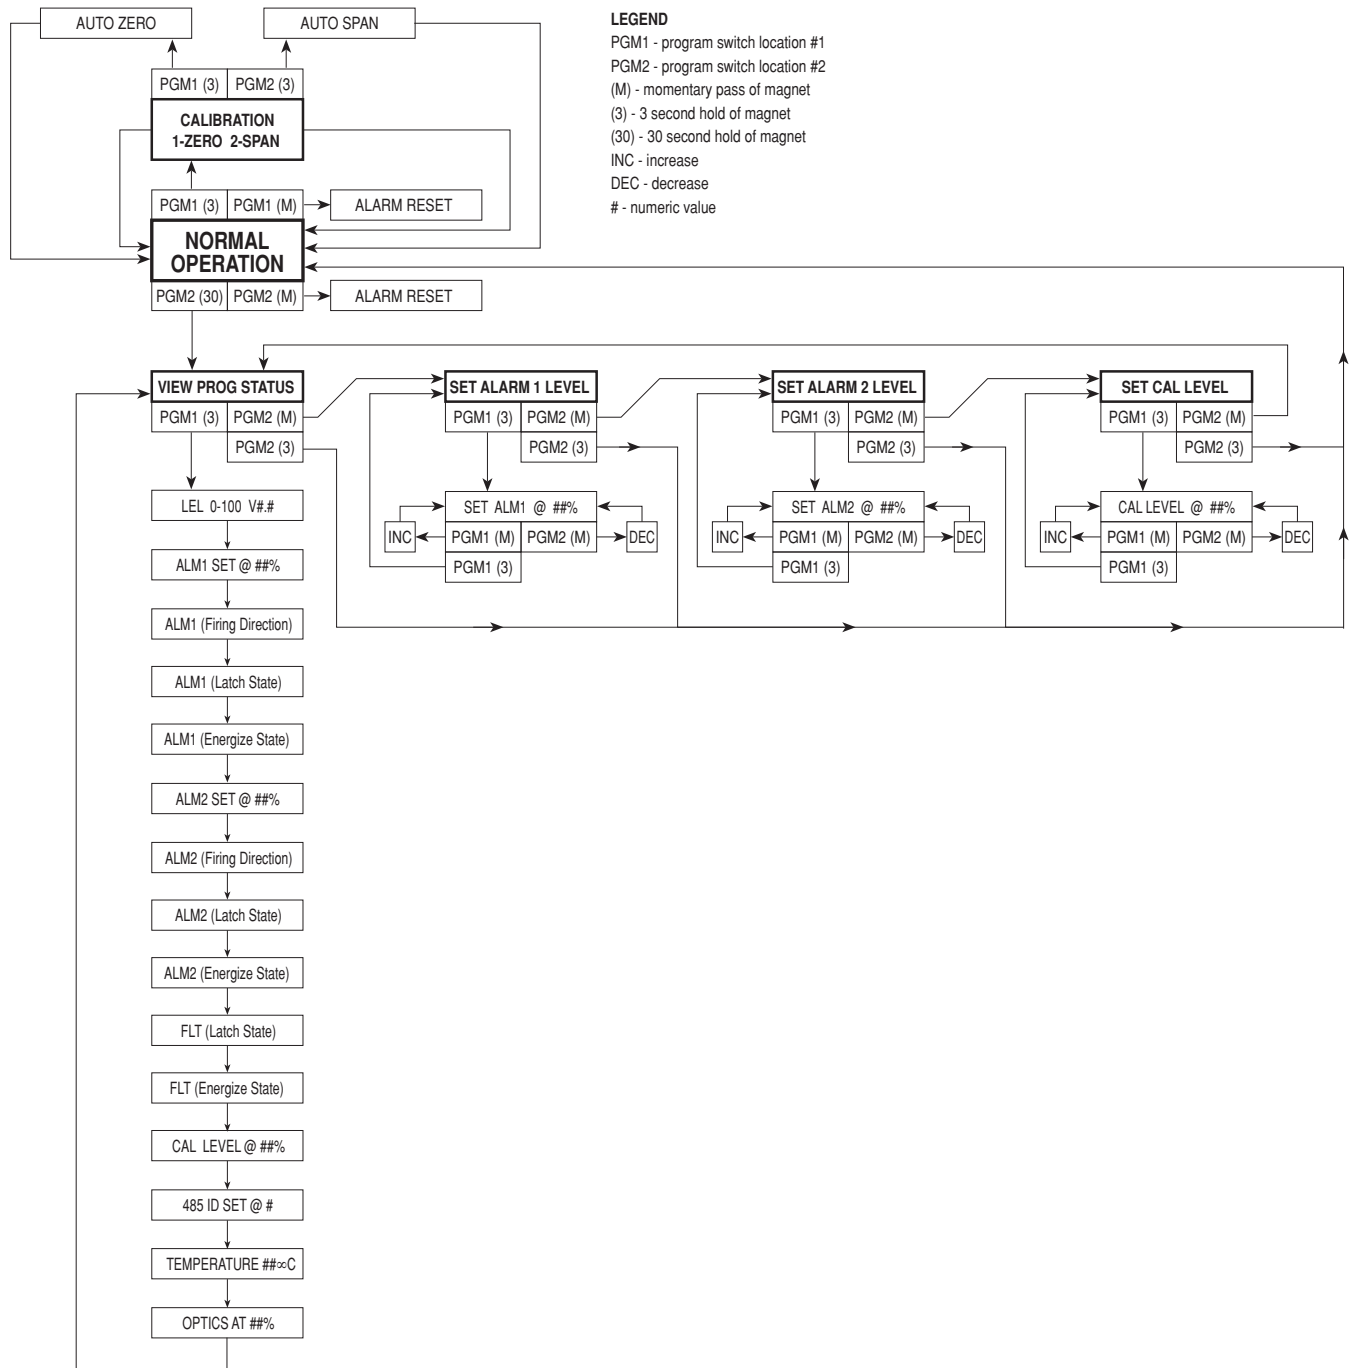 AUTO ZERO
AUTO SPAN
LEGEND
PGM1 - program switch location #1
PGM2 - program switch location #2
(M) - momentary pass of magnet
(3) - 3 second hold of magnet
(30) - 30 second hold of magnet
INC - increase
DEC - decrease
# - numeric value
PGM1 (3) PGM2 (3)
CALIBRATION
1-ZERO 2-SPAN
PGM1 (3) PGM1 (M) ALARM RESET
NORMAL
OPERATION
PGM2 (30) PGM2 (M) ALARM RESET
VIEW PROG STATUS
PGM1 (3) PGM2 (M)
PGM2 (3)
SET ALARM 1 LEVEL
PGM1 (3) PGM2 (M)
PGM2 (3)
SET ALM1 @ ##%
INC PGM1 (M) PGM2 (M) DEC
PGM1 (3)
SET ALARM 2 LEVEL
PGM1 (3) PGM2 (M)
PGM2 (3)
SET ALM2 @ ##%
INC PGM1 (M) PGM2 (M) DEC
PGM1 (3)
SET CAL LEVEL
PGM1 (3) PGM2 (M)
PGM2 (3)
CAL LEVEL @ ##%
INC PGM1 (M) PGM2 (M) DEC
PGM1 (3)
LEL 0-100 V#.#
ALM1 SET @ ##%
ALM1 (Firing Direction)
ALM1 (Latch State)
ALM1 (Energize State)
ALM2 SET @ ##%
ALM2 (Firing Direction)
ALM2 (Latch State)
ALM2 (Energize State)
FLT (Latch State)
FLT (Energize State)
CAL LEVEL @ ##%
485 ID SET @ #
TEMPERATURE ##∞C
OPTICS AT ##%